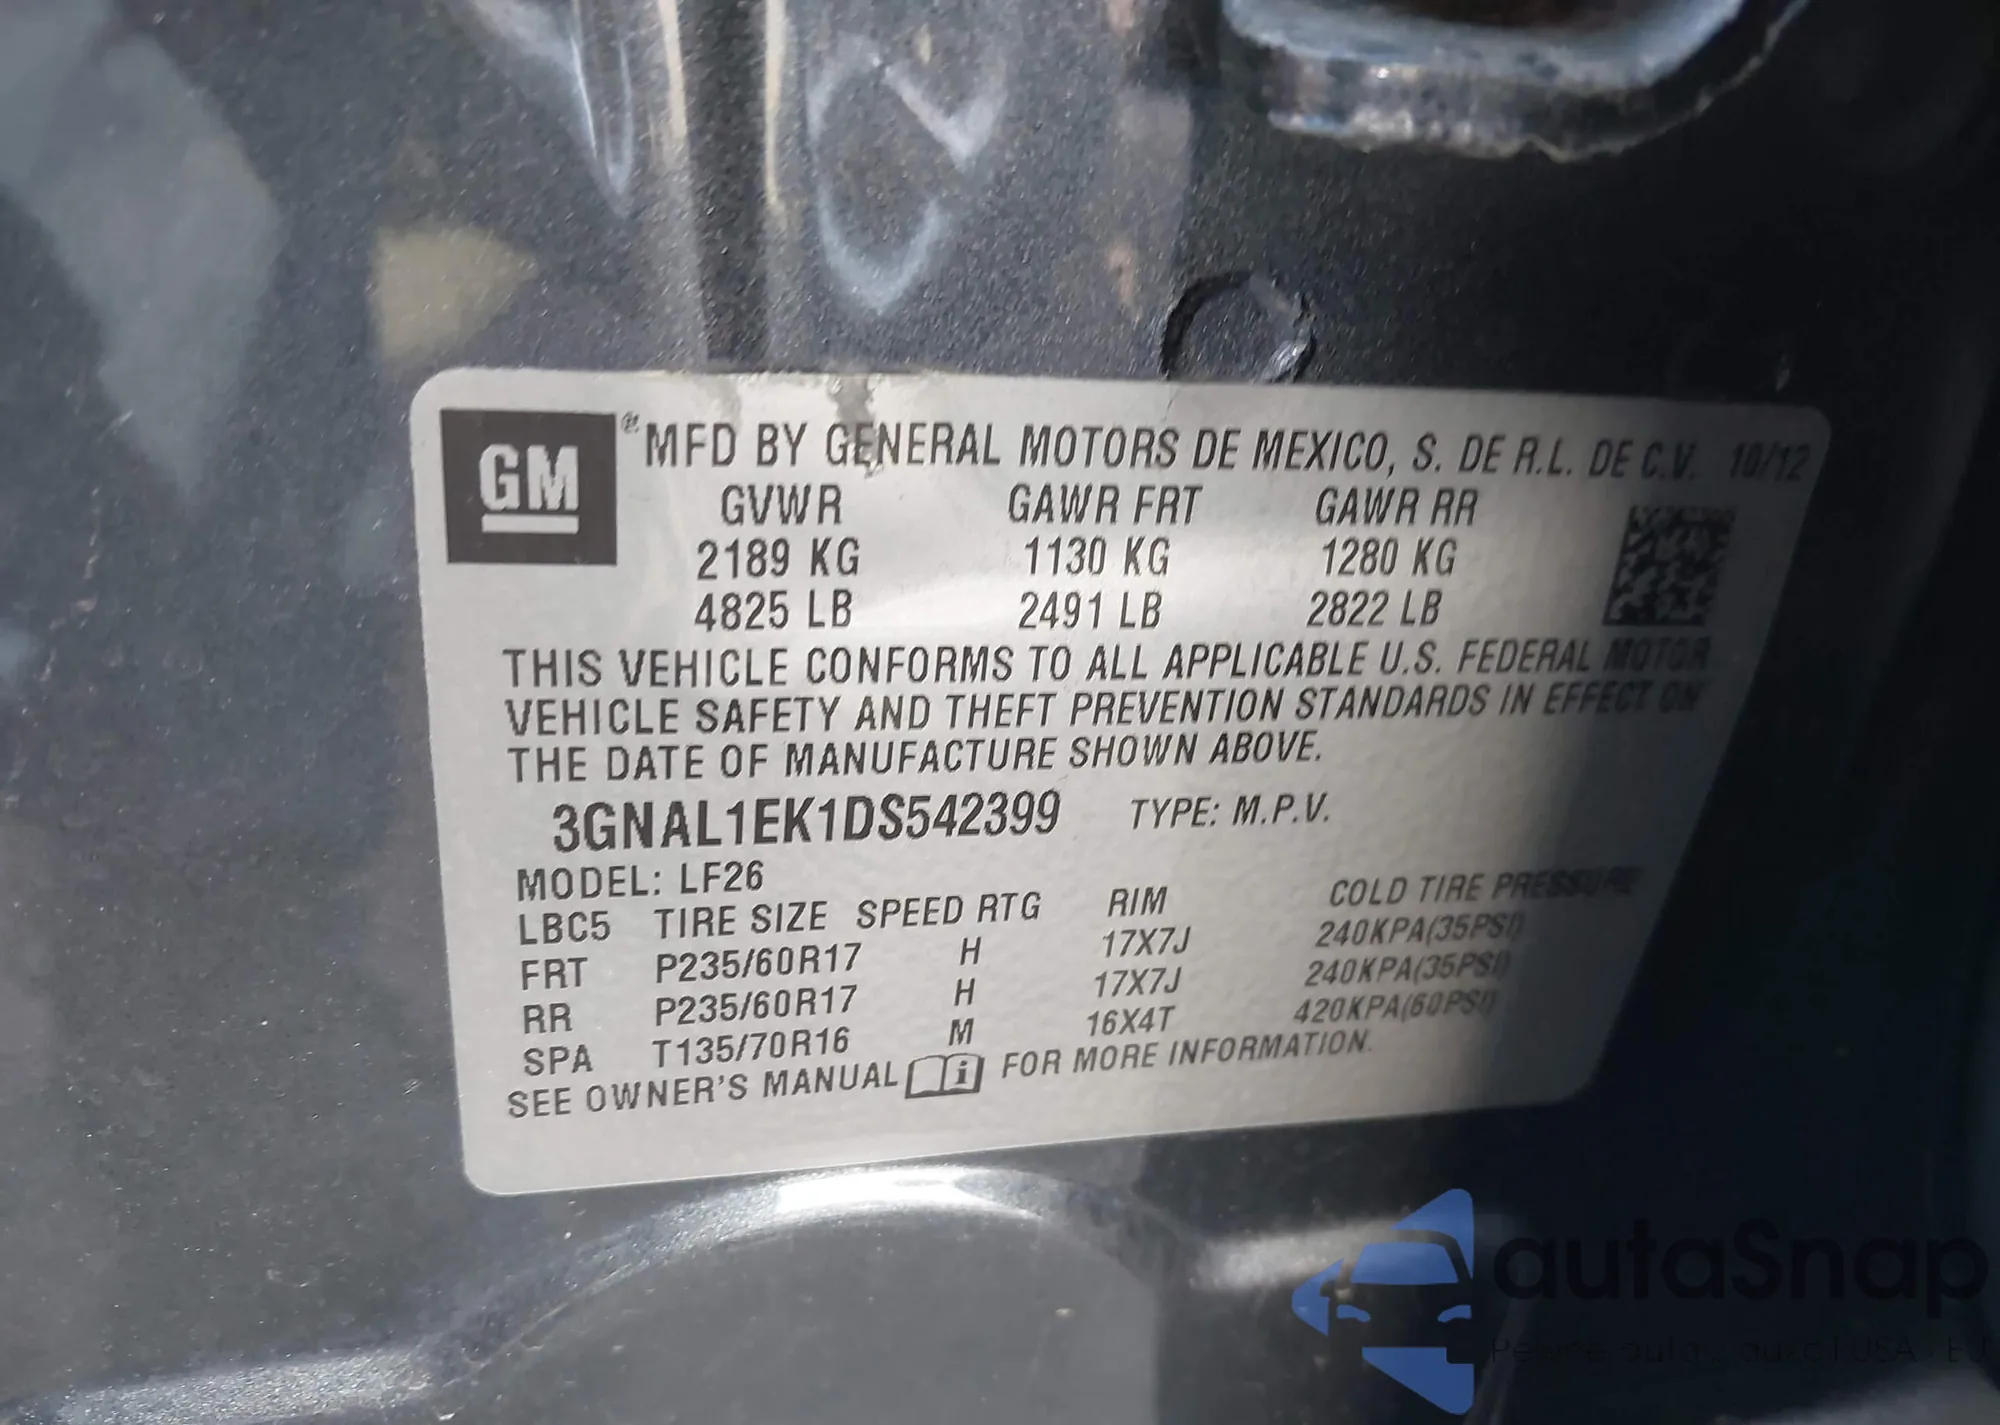 GM
® MFD BY GENERAL MOTORS DE MEXICO, S. DE R.L. DE C.V. 10/12
GVWR GAWR FRT GAWR RR
2189 KG 1130 KG 1280 KG
4825 LB 2491 LB 2822 LB
THIS VEHICLE CONFORMS TO ALL APPLICABLE U.S. FEDERAL MOTOR
VEHICLE SAFETY AND THEFT PREVENTION STANDARDS IN EFFECT ON
THE DATE OF MANUFACTURE SHOWN ABOVE.
3GNAL1EK1DS542399 TYPE: M.P.V.
MODEL: LF26
LBC5 TIRE SIZE SPEED RTG RIM COLD TIRE PRESSURE
FRT P235/60R17 H 17X7J 240KPA(35PSI)
RR P235/60R17 H 17X7J 240KPA(35PSI)
SPA T135/70R16 M 16X4T 420KPA(60PSI)
SEE OWNER'S MANUAL i FOR MORE INFORMATION.
autaSnap
USA